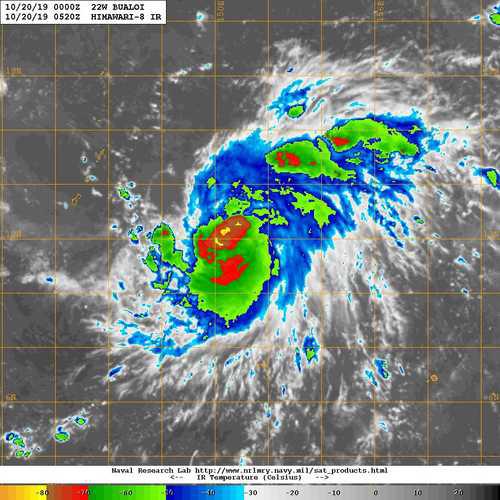 10/20/19 0000Z 22W BUALOI
10/20/19 0520Z HIMAWARI-8 IR
150E
Naval Research Lab http://www.nrlmry.navy.mil/sat_products.html
<-- IR Temperature (Celsius) -->
-80 -70 -60 -50 -40 -30 -20 -10 0 10 20